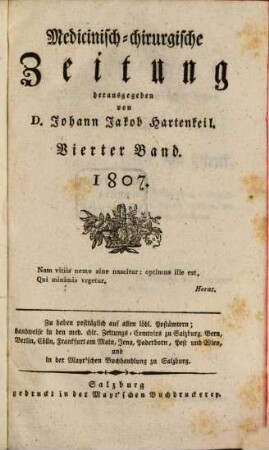 Medicinisch-chirurgische
Zeitung
herausgegeben
von
D. Johann Jakob Hartenkeil.
Vierter Band.
1807.
Nam vitiis nemo sine nascitur: optimus ille est,
Qui minimis urgetur.
Horat.
Zu haben posttäglich auf allen löbl. Postämtern;
bandweise in den med. chir. Zeitungs-Comtoirs zu Salzburg, Bern,
Berlin, Cölln, Frankfurt am Main, Jena, Paderborn, Pest und Wien,
und
in der Mayr'schen Buchhandlung zu Salzburg.
Salzburg
gedruckt in der Mayr'schen Buchdruckerey.